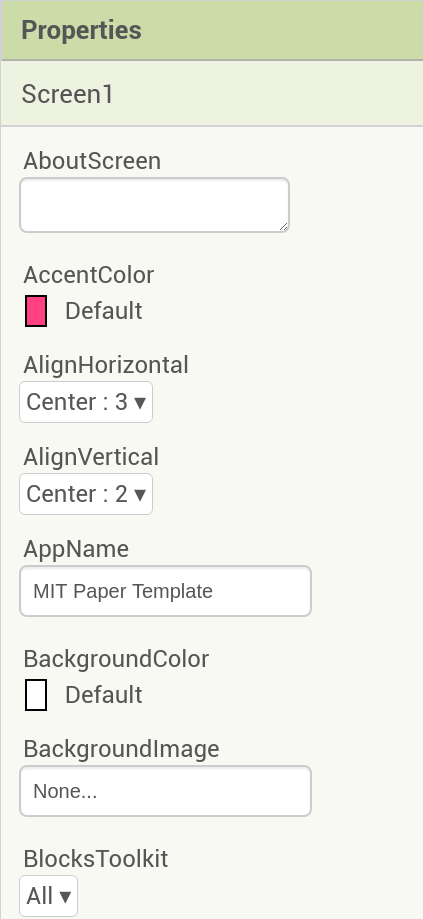 Properties
Screen1
AboutScreen
AccentColor
Default
AlignHorizontal
Center : 3 ▾
AlignVertical
Center : 2 ▾
AppName
MIT Paper Template
BackgroundColor
Default
BackgroundImage
None...
BlocksToolkit
All ▾